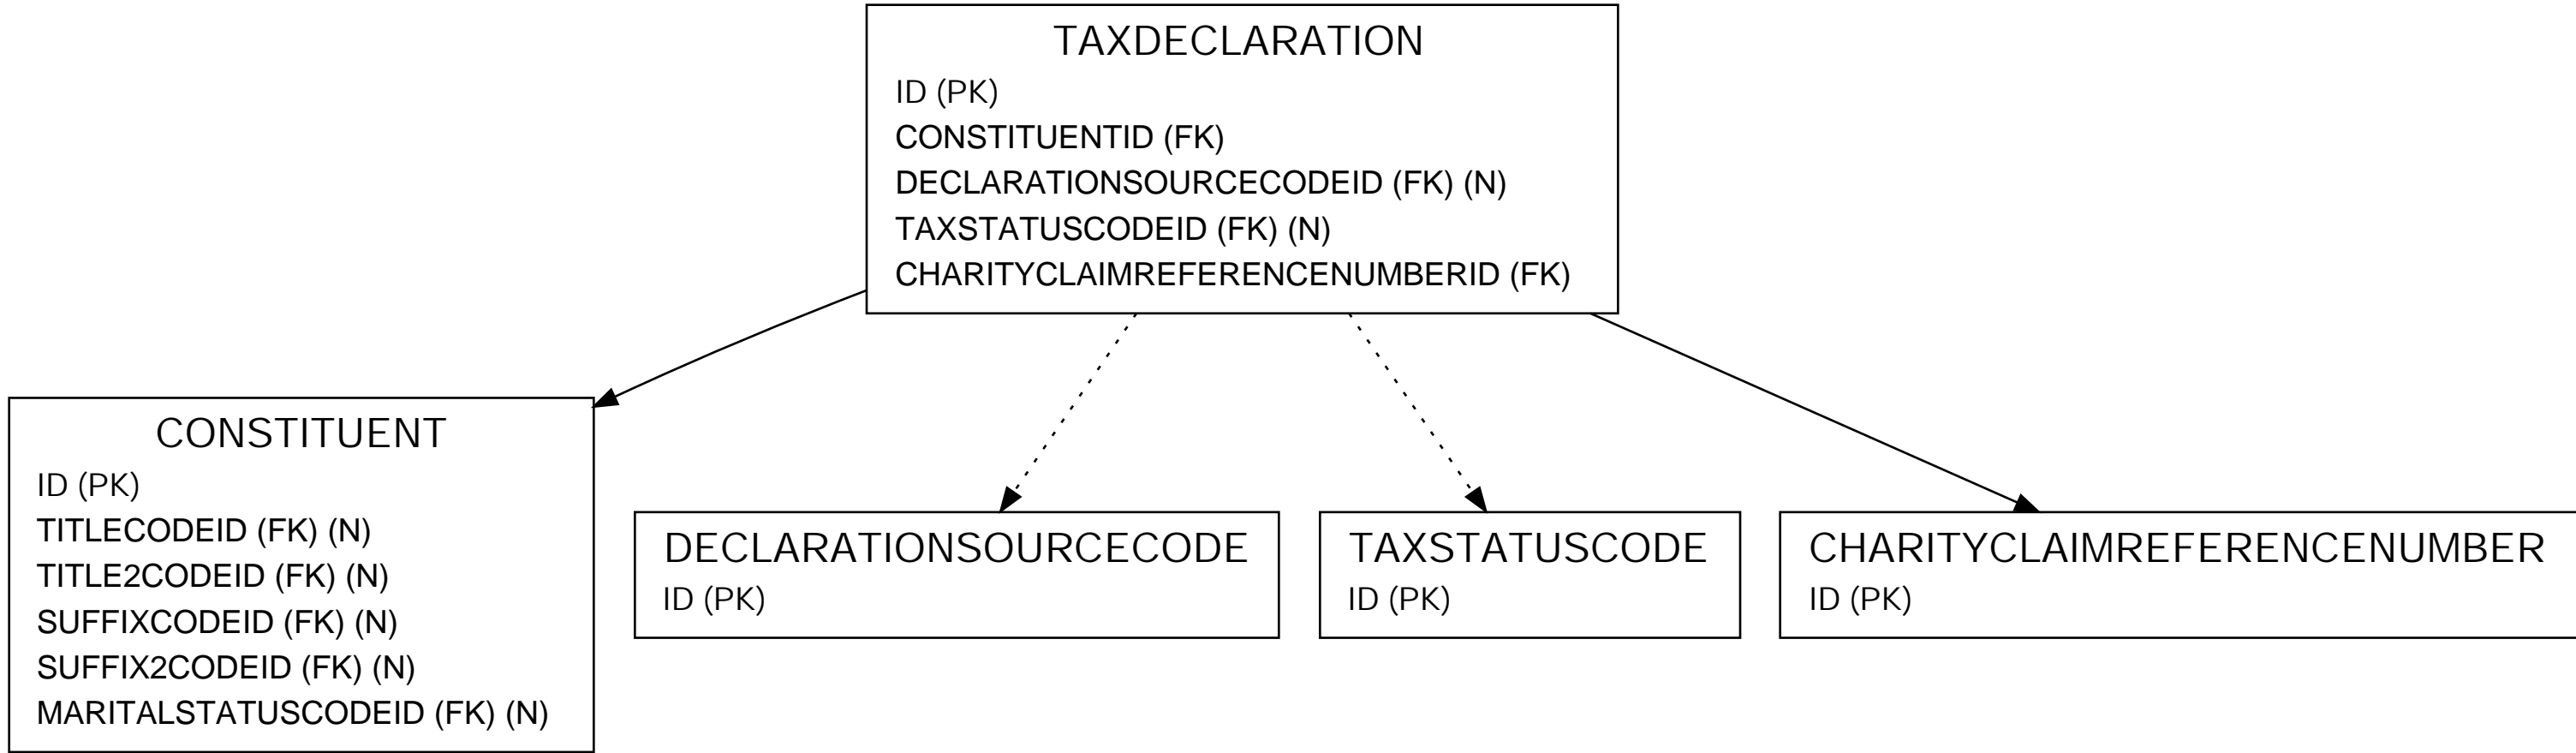 TAXDECLARATION
ID (PK)
CONSTITUENTID (FK)
DECLARATIONSOURCECODEID (FK) (N)
TAXSTATUSCODEID (FK) (N)
CHARITYCLAIMREFERENCENUMBERID (FK)
CONSTITUENT
ID (PK)
TITLECODEID (FK) (N)
TITLE2CODEID (FK) (N)
SUFFIXCODEID (FK) (N)
SUFFIX2CODEID (FK) (N)
MARITALSTATUSCODEID (FK) (N)
DECLARATIONSOURCECODE
ID (PK)
TAXSTATUSCODE
ID (PK)
CHARITYCLAIMREFERENCENUMBER
ID (PK)